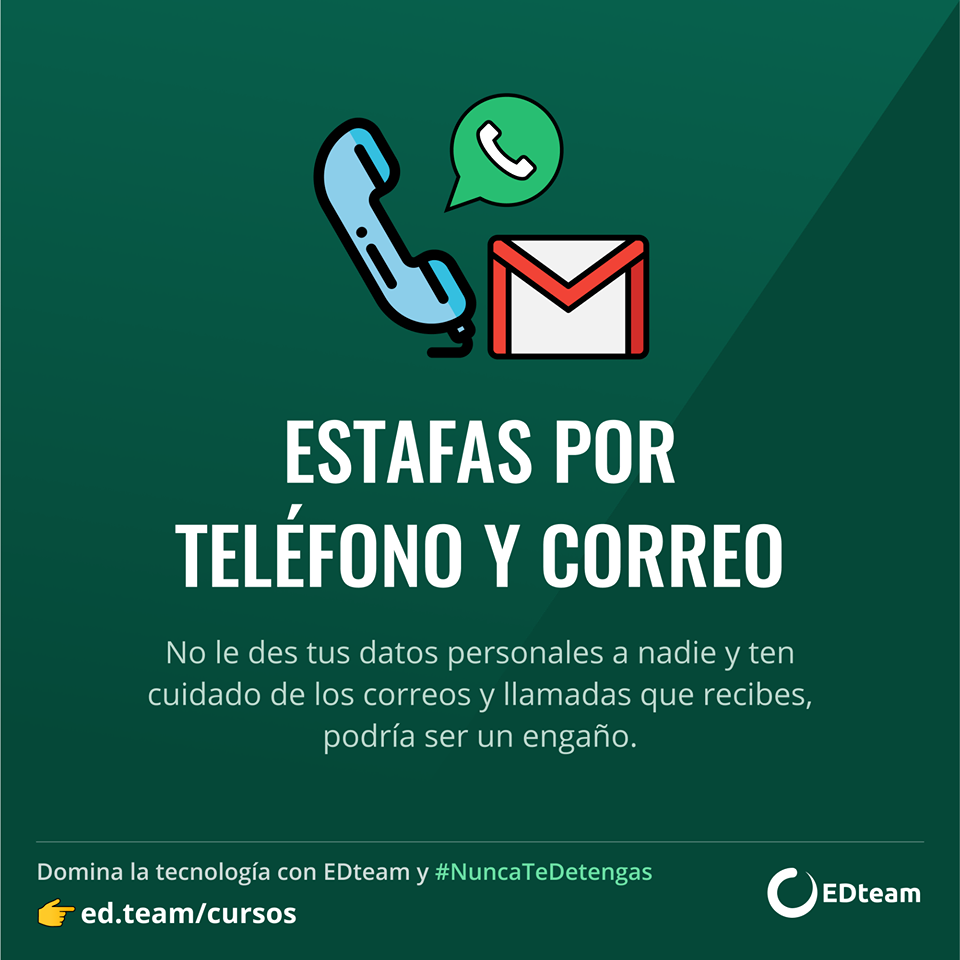 ESTAFAS POR
TELÉFONO Y CORREO
No le des tus datos personales a nadie y ten
cuidado de los correos y llamadas que recibes,
podría ser un engaño.
Domina la tecnología con EDteam y #NuncaTeDetengas
👉 ed.team/cursos
EDteam